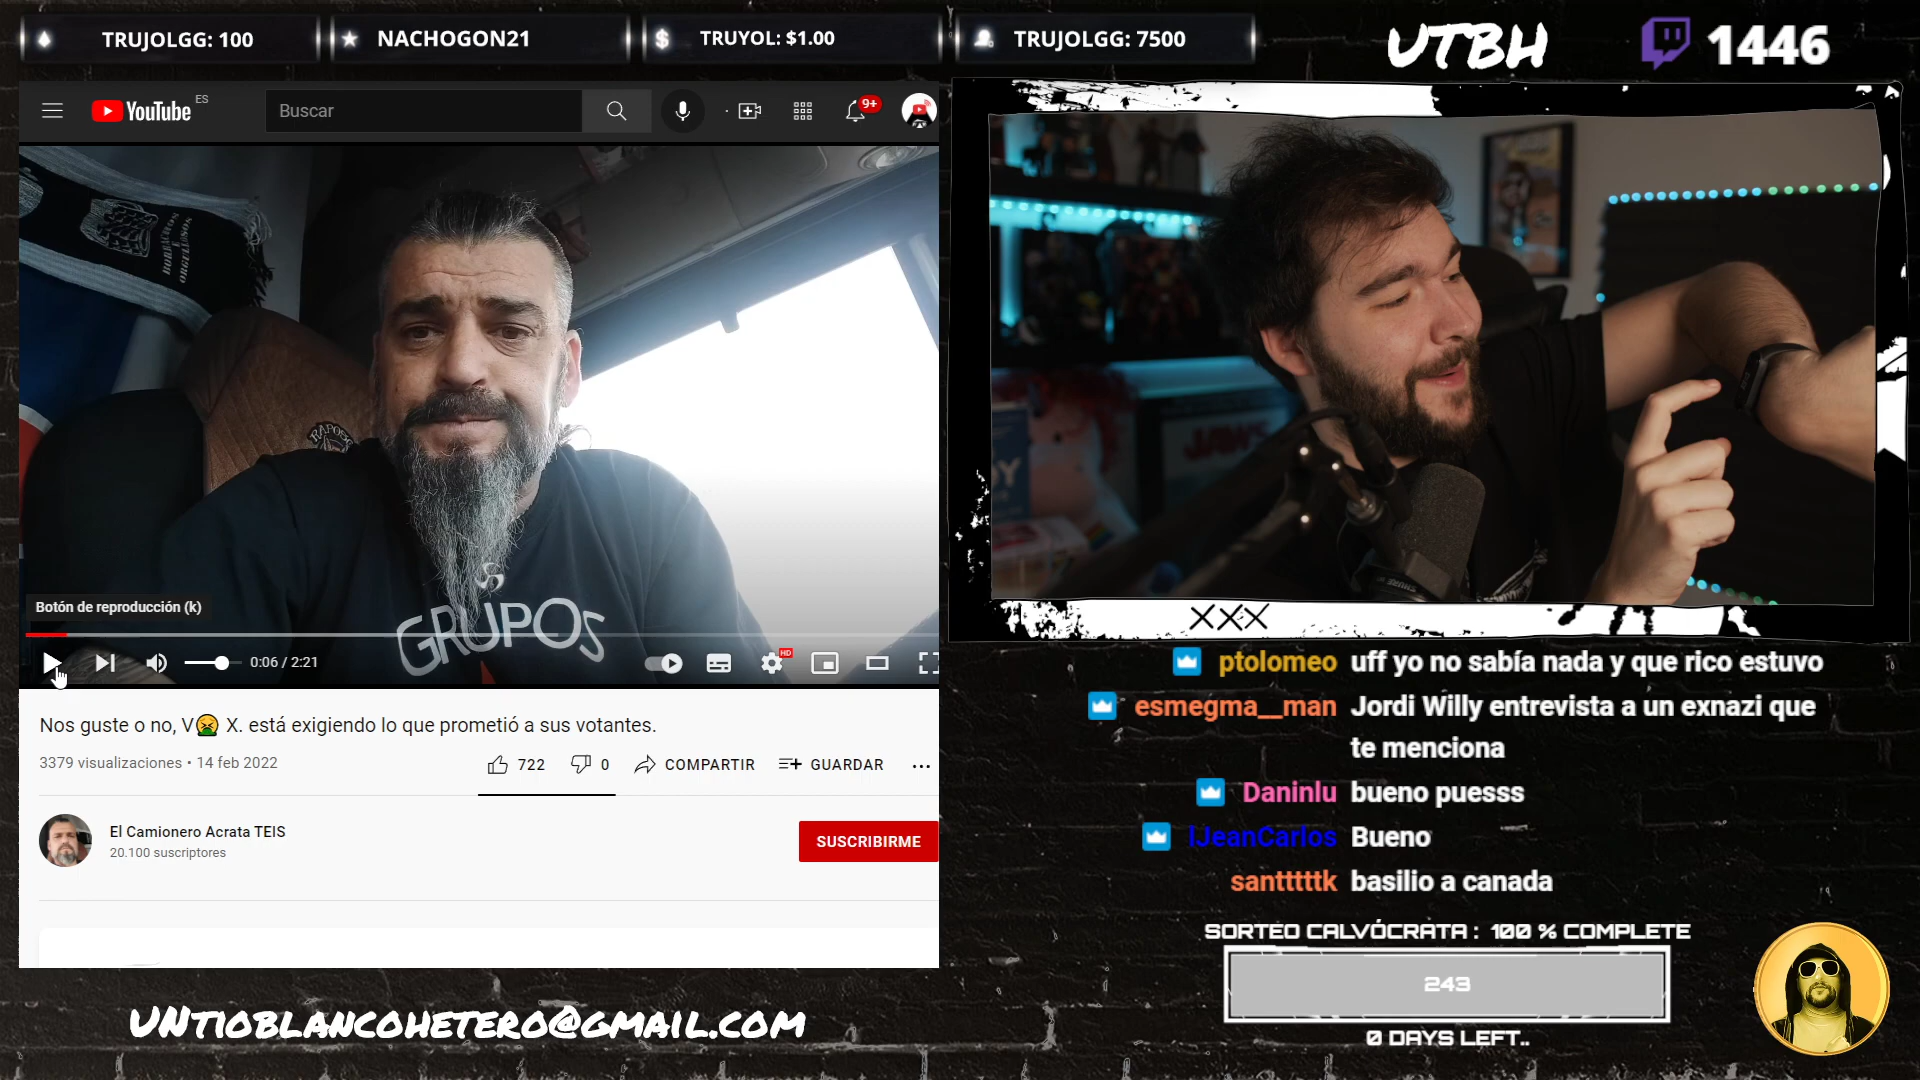 TRUJOLGG: 100
NACHOGON21
$ TRUYOL: $1.00
TRUJOLGG: 7500
UTBH
1446
YouTube ES
Buscar
9+
BORRACHOS E ORGULLOSOS
GRUPOS
JAWS
Botón de reproducción (k)
0:06 / 2:21
HD
Nos guste o no, V🤮 X. está exigiendo lo que prometió a sus votantes.
3379 visualizaciones • 14 feb 2022
722
0
COMPARTIR
GUARDAR
El Camionero Acrata TEIS
20.100 suscriptores
SUSCRIBIRME
XXX
ptolomeo uff yo no sabía nada y que rico estuvo
esmegma__man Jordi Willy entrevista a un exnazi que
te menciona
Daninlu bueno puesss
lJeanCarlos Bueno
santttttk basilio a canada
SORTEO CALVÓCRATA : 100 % COMPLETE
243
0 DAYS LEFT..
UNTIOBLANCOHETERO@GMAIL.COM